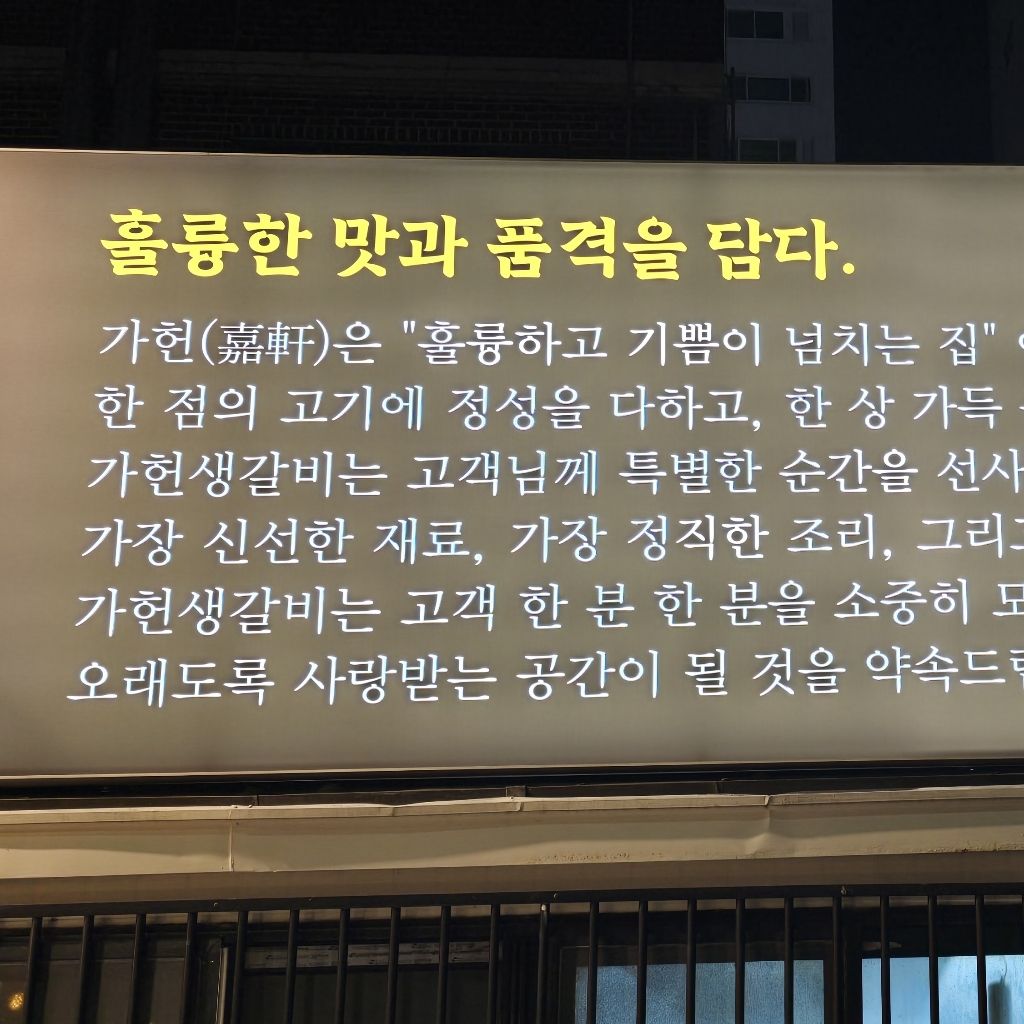 훌륭한 맛과 품격을 담다.
가헌(嘉軒)은 "훌륭하고 기쁨이 넘치는 집"
한 점의 고기에 정성을 다하고, 한 상 가득
가헌생갈비는 고객님께 특별한 순간을 선사
가장 신선한 재료, 가장 정직한 조리, 그리고
가헌생갈비는 고객 한 분 한 분을 소중히
오래도록 사랑받는 공간이 될 것을 약속드